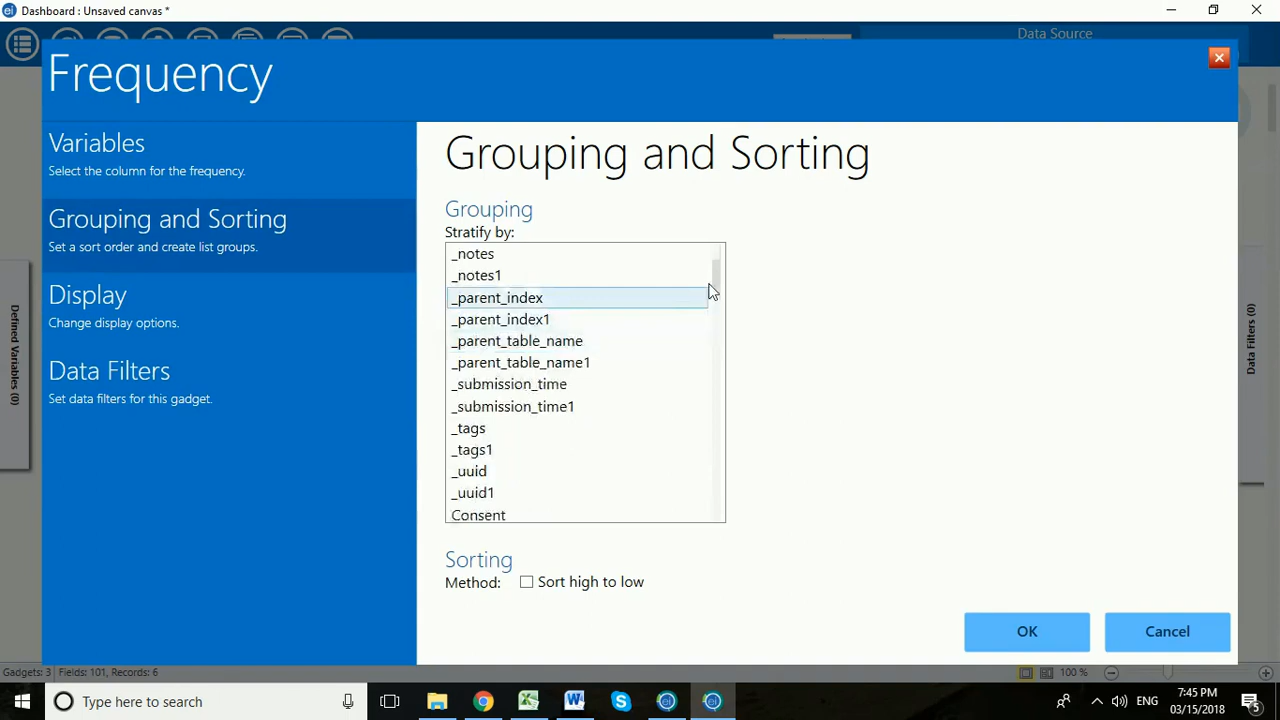 Dashboard : Unsaved canvas *
Data Source
Frequency
Variables
Select the column for the frequency.
Grouping and Sorting
Set a sort order and create list groups.
Display
Change display options.
Data Filters
Set data filters for this gadget.
Defined Variables (0)
Grouping and Sorting
Grouping
Stratify by:
_notes
_notes1
_parent_index
_parent_index1
_parent_table_name
_parent_table_name1
_submission_time
_submission_time1
_tags
_tags1
_uuid
_uuid1
Consent
Sorting
Method: Sort high to low
OK
Cancel
Data Filters (0)
Gadgets: 3 Fields: 101, Records: 6
100 %
Type here to search
ENG
7:45 PM
03/15/2018
5